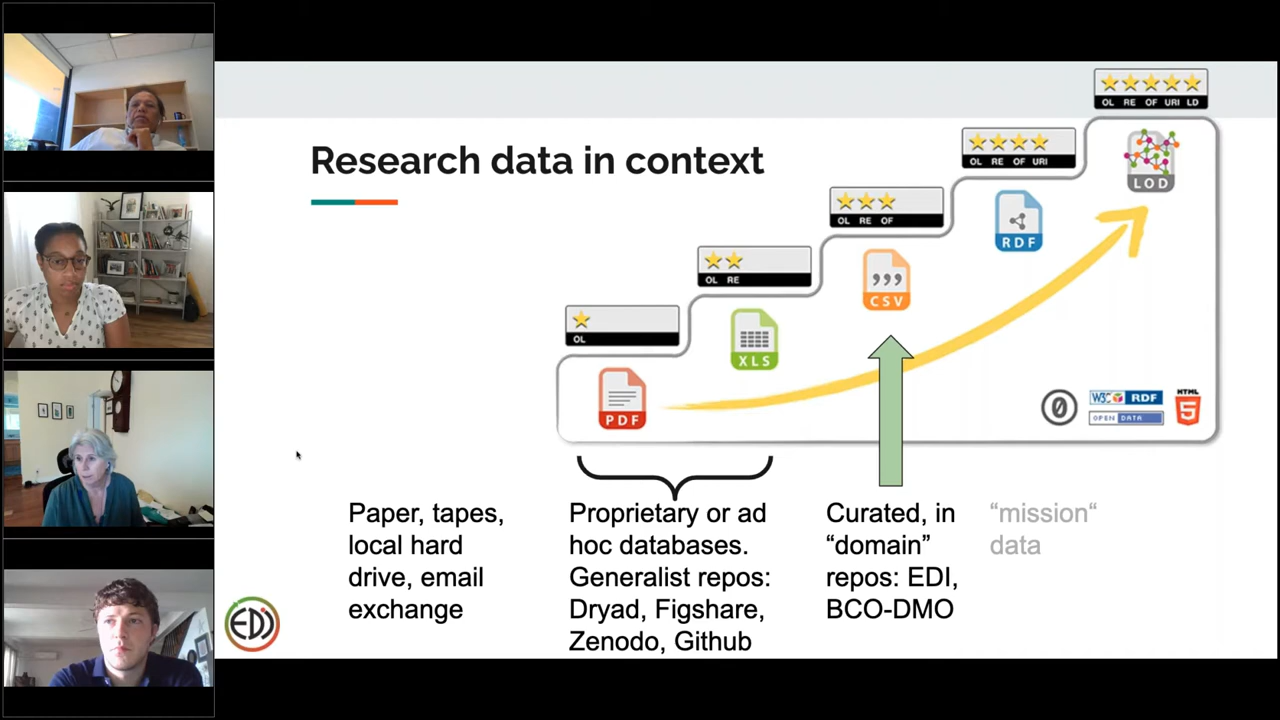 Research data in context
OL RE OF URI LD
LOD
OL RE OF URI
RDF
OL RE OF
CSV
OL RE
XLS
OL
PDF
W3C RDF
OPEN DATA
HTML
5
0
Paper, tapes,
local hard
drive, email
exchange
Proprietary or ad
hoc databases.
Generalist repos:
Dryad, Figshare,
Zenodo, Github
Curated, in
“domain”
repos: EDI,
BCO-DMO
“mission“
data
EDI